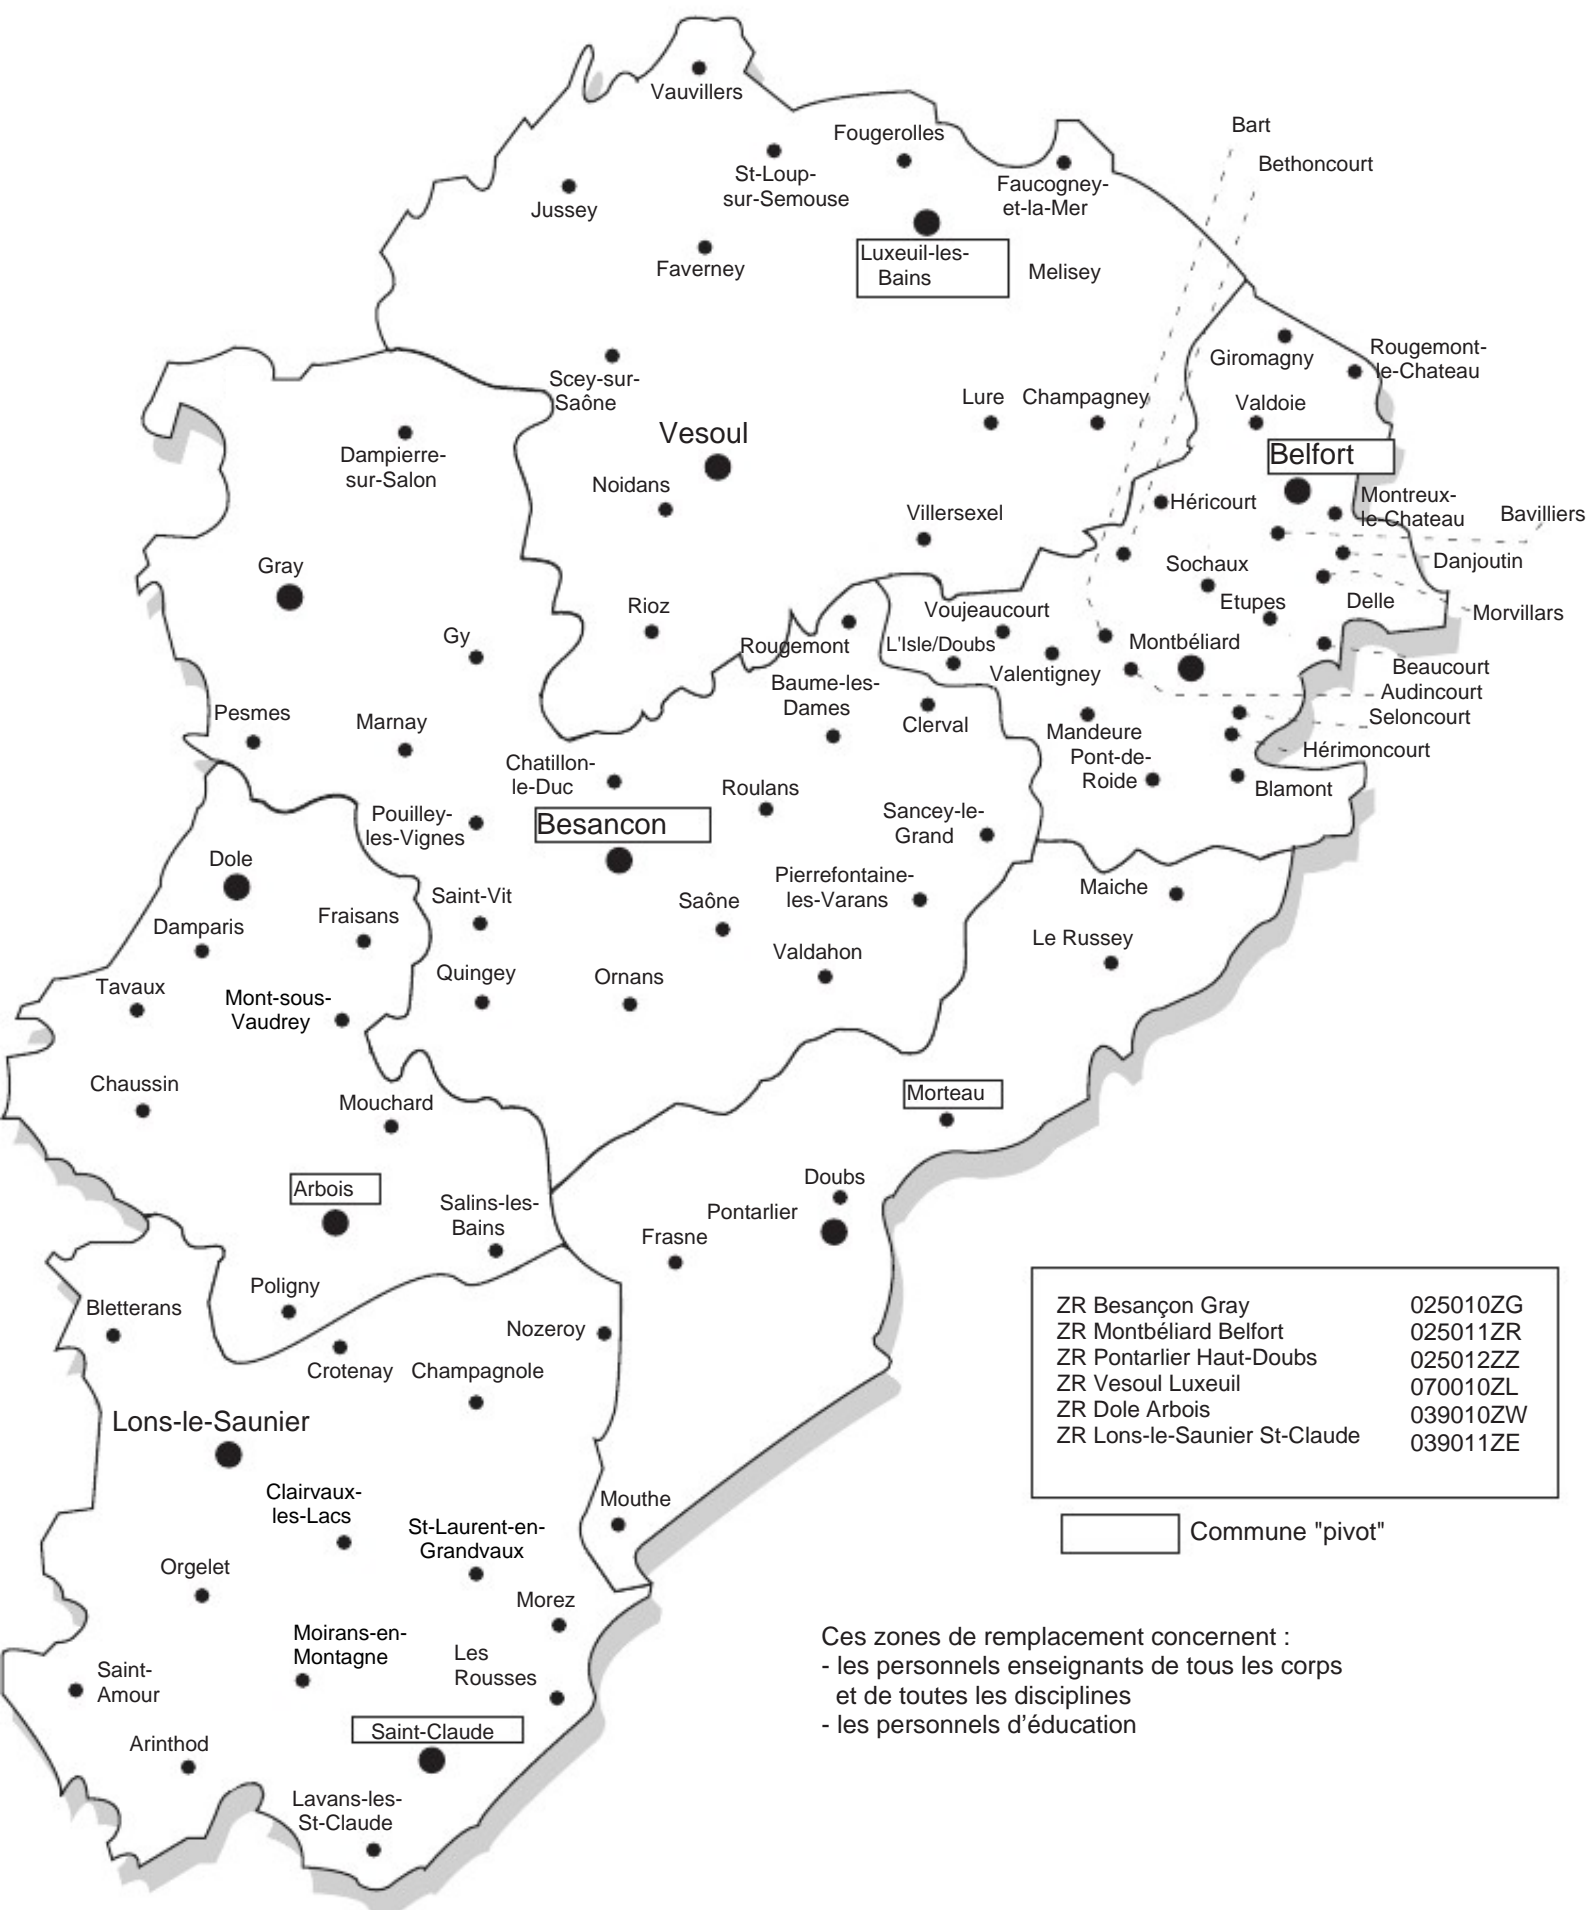 Vauvillers
Fougerolles
Bart
Bethoncourt
St-Loup-
sur-Semouse
Faucogney-
et-la-Mer
Jussey
Faverney
Luxeuil-les-
Bains
Melisey
Giromagny
Rougemont-
le-Chateau
Scey-sur-
Saône
Lure
Champagney
Valdoie
Vesoul
Belfort
Dampierre-
sur-Salon
Noidans
Héricourt
Montreux-
le-Chateau
Bavilliers
Villersexel
Gray
Sochaux
Danjoutin
Rioz
Voujeaucourt
Etupes
Delle
Morvillars
Gy
Rougemont
L'Isle/Doubs
Montbéliard
Valentigney
Beaucourt
Baume-les-
Dames
Audincourt
Pesmes
Marnay
Clerval
Mandeure
Seloncourt
Chatillon-
le-Duc
Pont-de-
Roide
Hérimoncourt
Roulans
Blamont
Pouilley-
les-Vignes
Besancon
Sancey-le-
Grand
Dole
Pierrefontaine-
les-Varans
Maiche
Saint-Vit
Saône
Damparis
Fraisans
Le Russey
Valdahon
Quingey
Ornans
Tavaux
Mont-sous-
Vaudrey
Chaussin
Mouchard
Morteau
Arbois
Salins-les-
Bains
Doubs
Pontarlier
Frasne
Poligny
Bletterans
Nozeroy
Crotenay
Champagnole
ZR Besançon Gray 025010ZG
ZR Montbéliard Belfort 025011ZR
ZR Pontarlier Haut-Doubs 025012ZZ
ZR Vesoul Luxeuil 070010ZL
ZR Dole Arbois 039010ZW
ZR Lons-le-Saunier St-Claude 039011ZE
Lons-le-Saunier
Clairvaux-
les-Lacs
Mouthe
St-Laurent-en-
Grandvaux
Commune "pivot"
Orgelet
Morez
Moirans-en-
Montagne
Les
Rousses
Saint-
Amour
Saint-Claude
Arinthod
Lavans-les-
St-Claude
Ces zones de remplacement concernent :
- les personnels enseignants de tous les corps
et de toutes les disciplines
- les personnels d'éducation